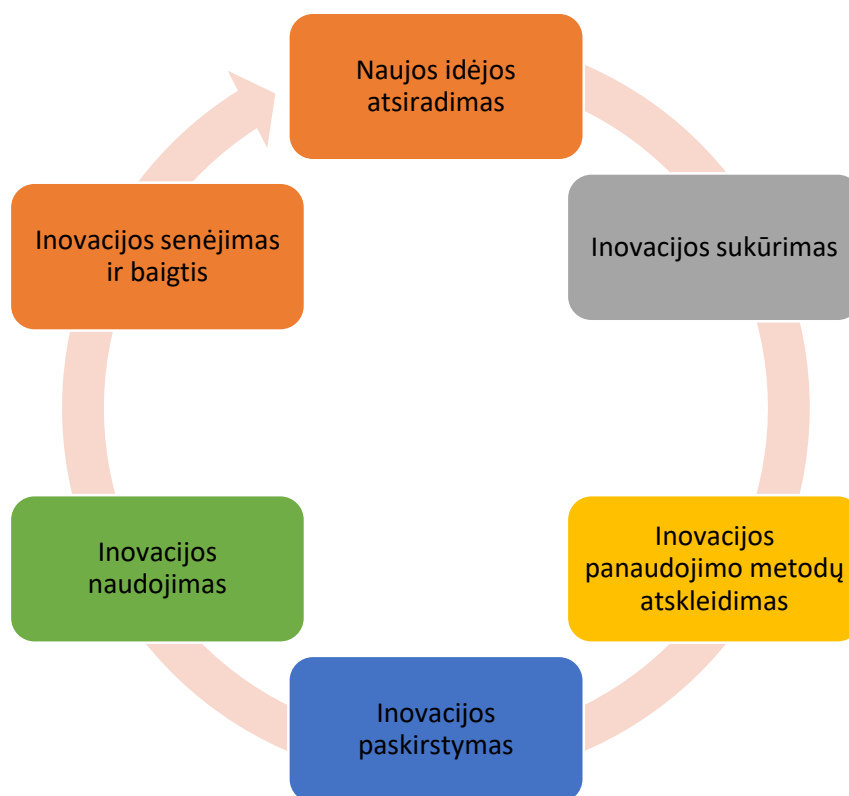 Naujos idėjos
atsiradimas
Inovacijos sukūrimas
Inovacijos
panaudojimo metodų
atskleidimas
Inovacijos
paskirstymas
Inovacijos
naudojimas
Inovacijos senėjimas
ir baigtis